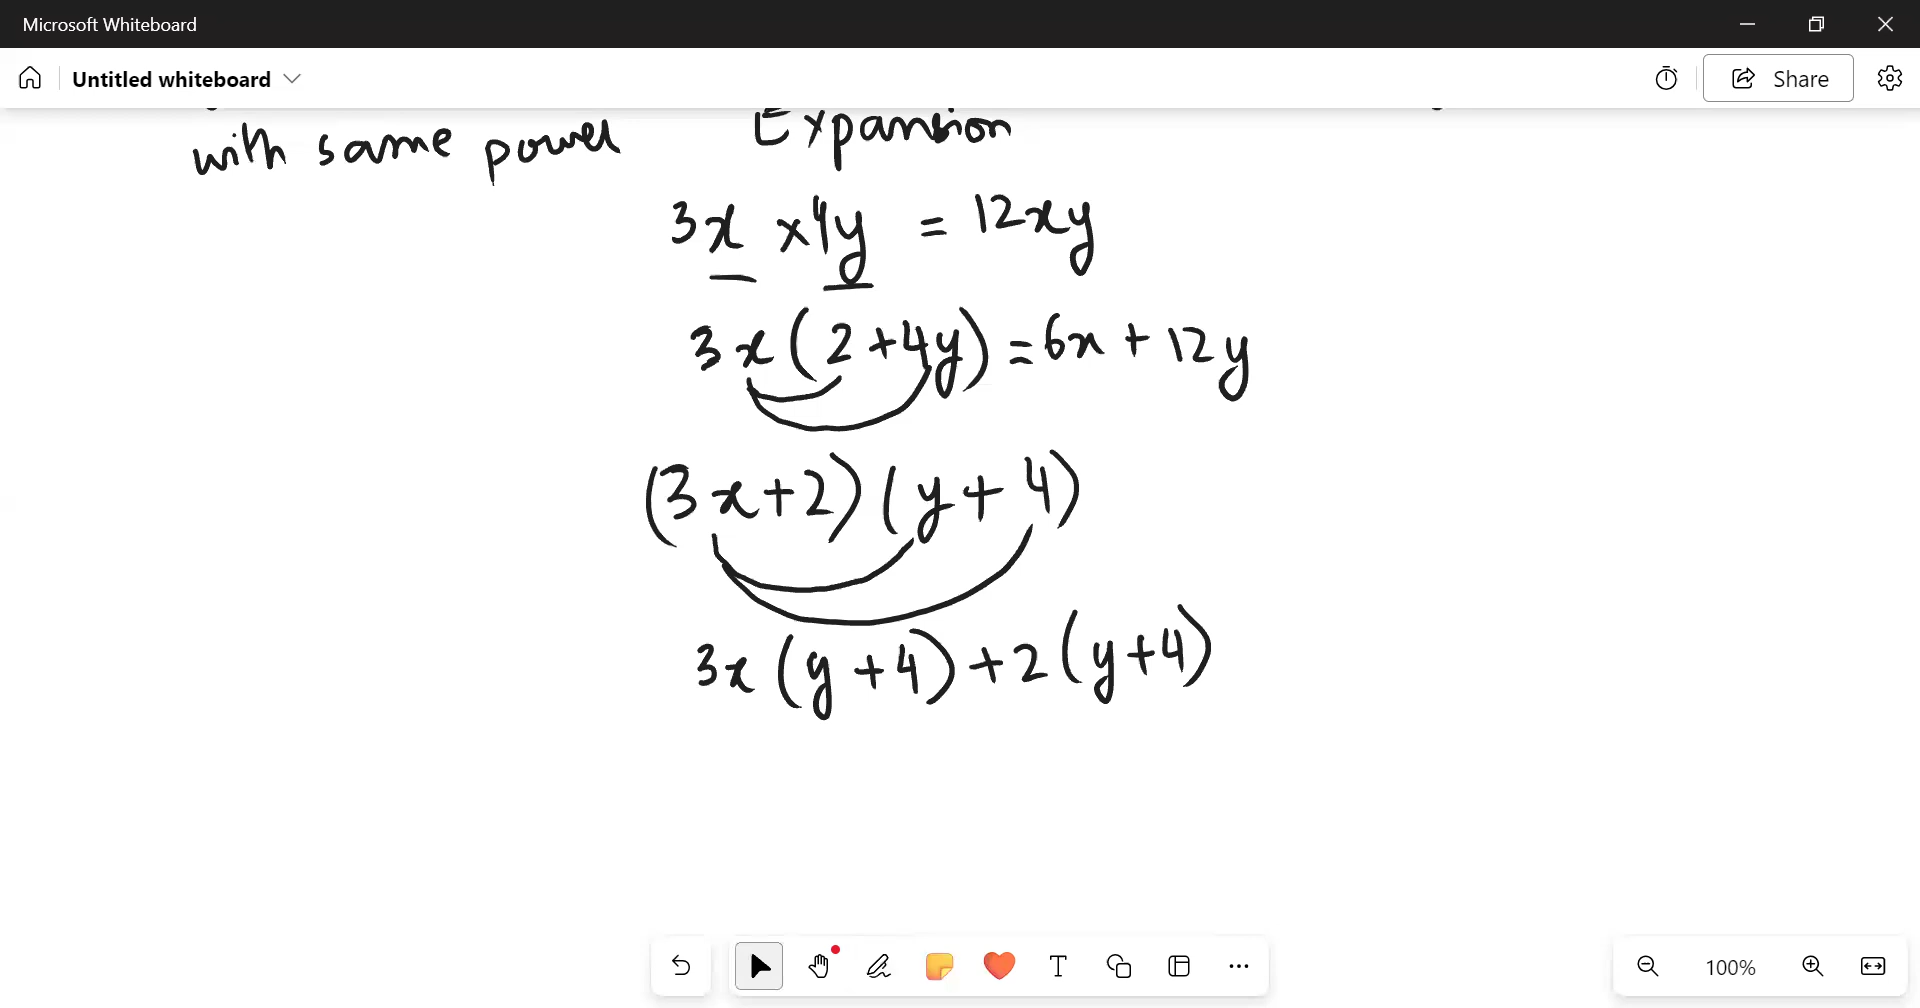 Microsoft Whiteboard
Untitled whiteboard
Share
with same power
Expansion
3x × 4y = 12xy
3x(2+4y) = 6x + 12y
(3x+2)(y+4)
3x(y+4)+2(y+4)
100%